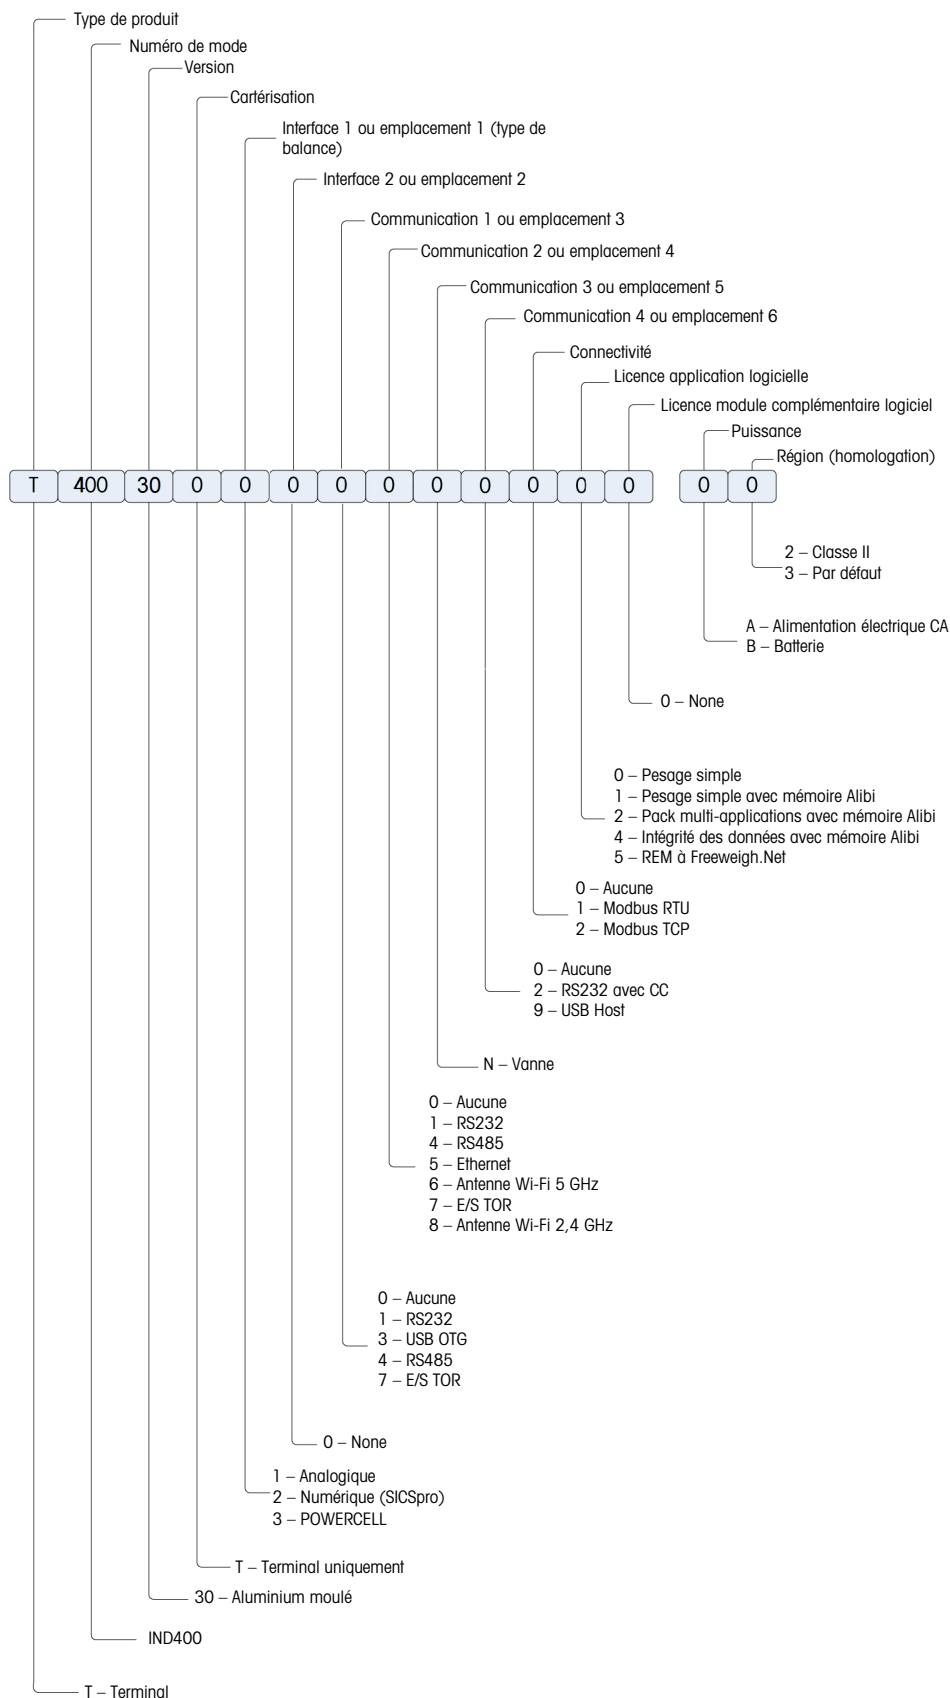 Type de produit
Numéro de mode
Version
Cartérisation
Interface 1 ou emplacement 1 (type de
balance)
Interface 2 ou emplacement 2
Communication 1 ou emplacement 3
Communication 2 ou emplacement 4
Communication 3 ou emplacement 5
Communication 4 ou emplacement 6
Connectivité
Licence application logicielle
Licence module complémentaire logiciel
Puissance
Région (homologation)
T 400 30 0 0 0 0 0 0 0 0 0 0 0 0
2 – Classe II
3 – Par défaut
A – Alimentation électrique CA
B – Batterie
0 – None
0 – Pesage simple
1 – Pesage simple avec mémoire Alibi
2 – Pack multi-applications avec mémoire Alibi
4 – Intégrité des données avec mémoire Alibi
5 – REM à Freeweigh.Net
0 – Aucune
1 – Modbus RTU
2 – Modbus TCP
0 – Aucune
2 – RS232 avec CC
9 – USB Host
N – Vanne
0 – Aucune
1 – RS232
4 – RS485
5 – Ethernet
6 – Antenne Wi-Fi 5 GHz
7 – E/S TOR
8 – Antenne Wi-Fi 2,4 GHz
0 – Aucune
1 – RS232
3 – USB OTG
4 – RS485
7 – E/S TOR
0 – None
1 – Analogique
2 – Numérique (SICSpro)
3 – POWERCELL
T – Terminal uniquement
30 – Aluminium moulé
IND400
T – Terminal